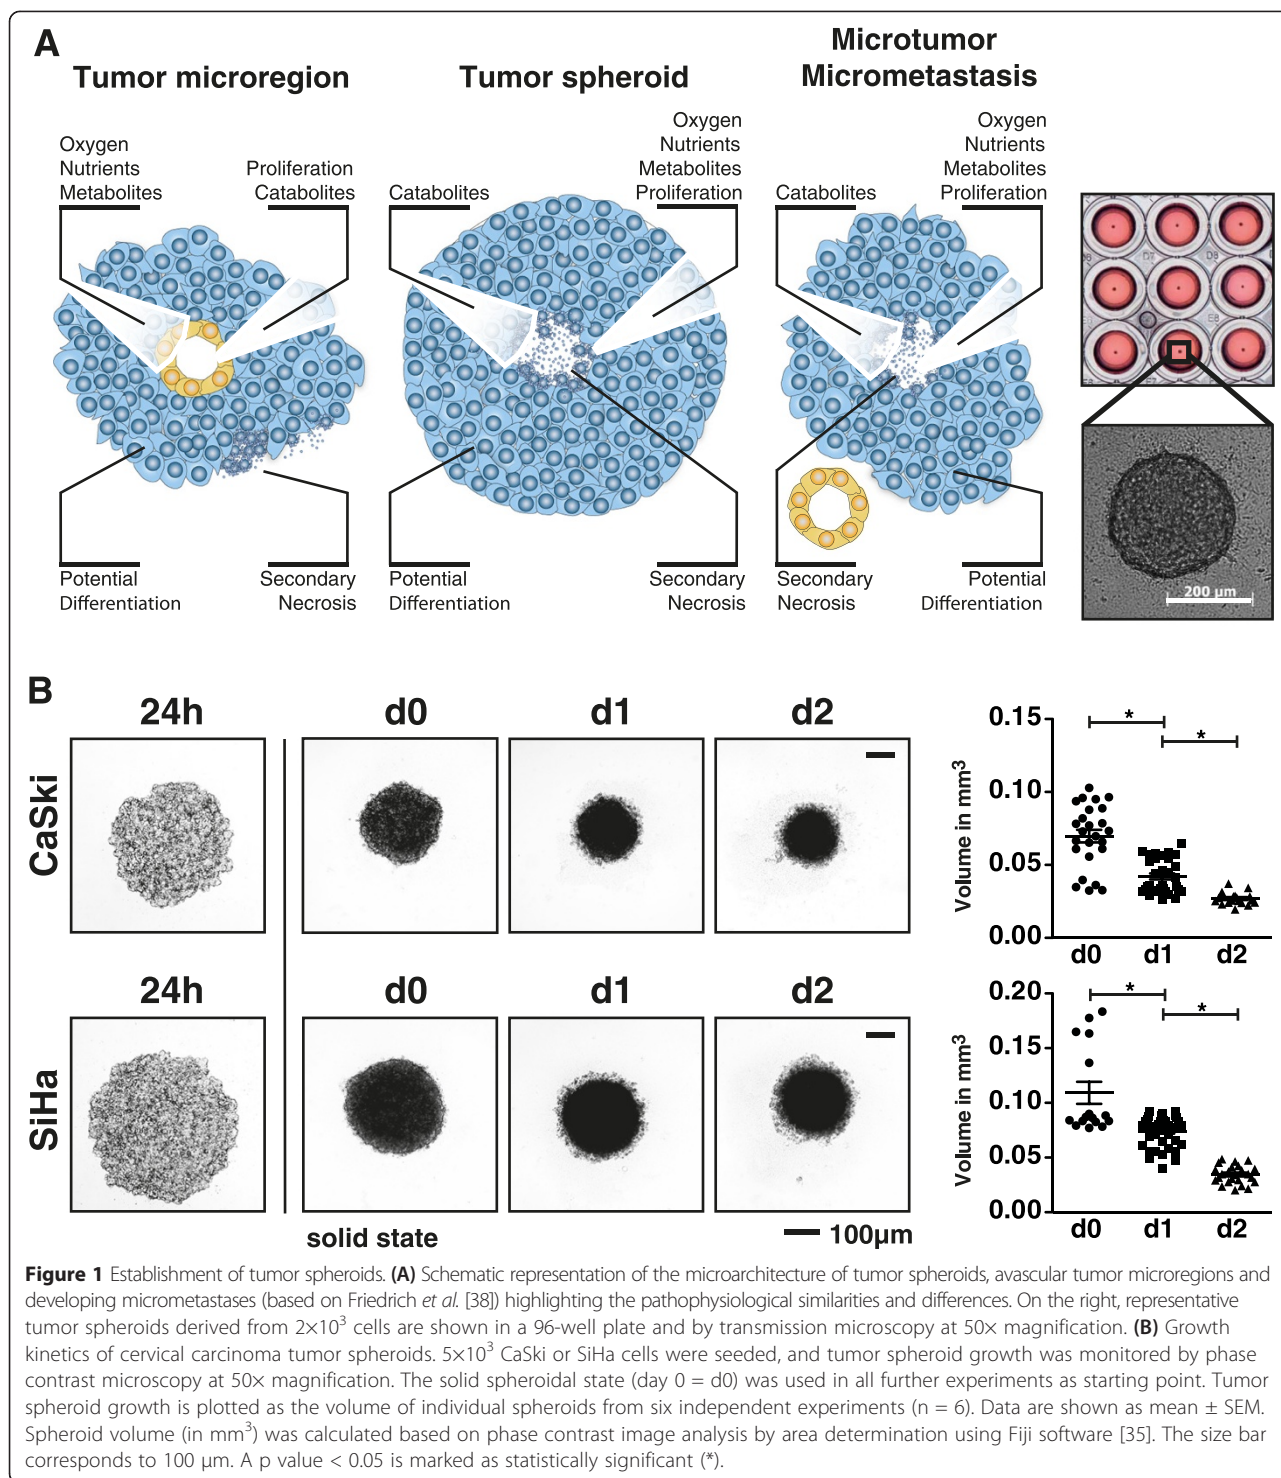 A
Tumor microregion
Tumor spheroid
Microtumor
Micrometastasis
Oxygen
Nutrients
Metabolites
Proliferation
Catabolites
Catabolites
Oxygen
Nutrients
Metabolites
Proliferation
Catabolites
Oxygen
Nutrients
Metabolites
Proliferation
Potential
Differentiation
Secondary
Necrosis
Potential
Differentiation
Secondary
Necrosis
Secondary
Necrosis
Potential
Differentiation
D7
D8
E8
200 µm
B
24h
d0
d1
d2
CaSki
Volume in mm³
0.15
0.10
0.05
0.00
*
*
d0
d1
d2
24h
d0
d1
d2
SiHa
Volume in mm³
0.20
0.15
0.10
0.05
0.00
*
*
d0
d1
d2
solid state
100µm
Figure 1 Establishment of tumor spheroids. (A) Schematic representation of the microarchitecture of tumor spheroids, avascular tumor microregions and
developing micrometastases (based on Friedrich et al. [38]) highlighting the pathophysiological similarities and differences. On the right, representative
tumor spheroids derived from 2×10³ cells are shown in a 96-well plate and by transmission microscopy at 50× magnification. (B) Growth
kinetics of cervical carcinoma tumor spheroids. 5×10³ CaSki or SiHa cells were seeded, and tumor spheroid growth was monitored by phase
contrast microscopy at 50× magnification. The solid spheroidal state (day 0 = d0) was used in all further experiments as starting point. Tumor
spheroid growth is plotted as the volume of individual spheroids from six independent experiments (n = 6). Data are shown as mean ± SEM.
Spheroid volume (in mm³) was calculated based on phase contrast image analysis by area determination using Fiji software [35]. The size bar
corresponds to 100 µm. A p value < 0.05 is marked as statistically significant (*).